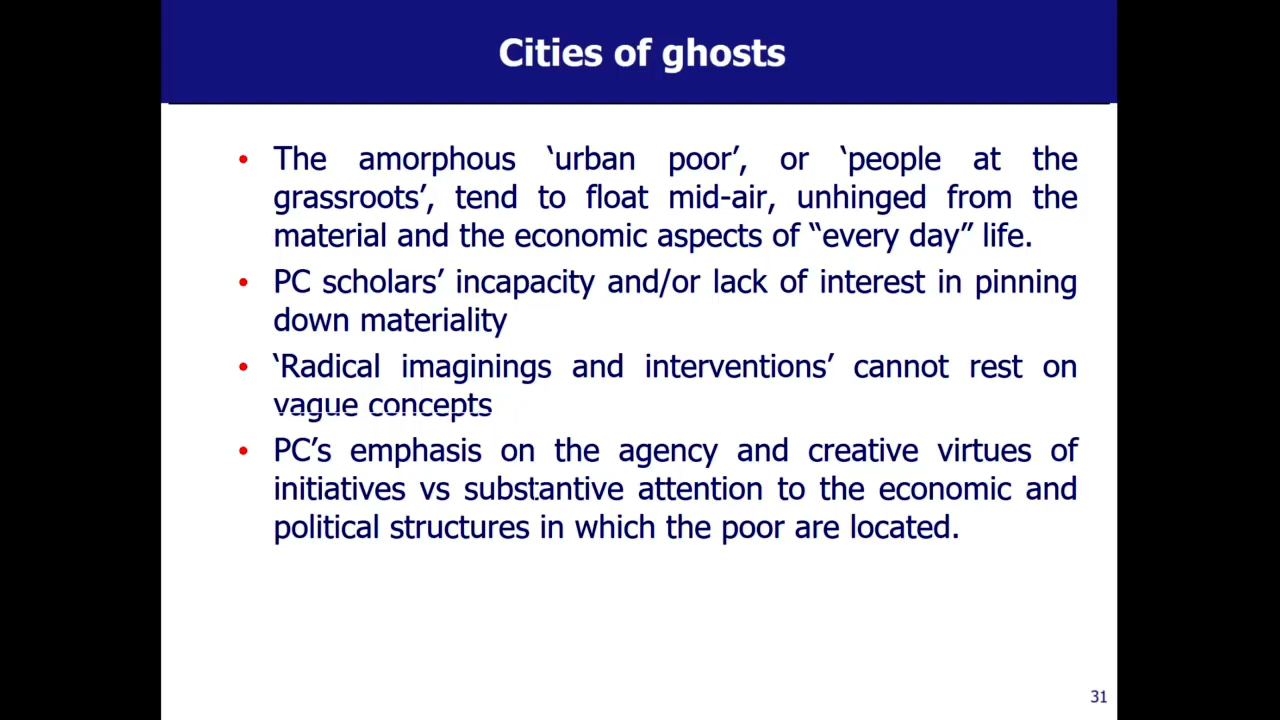 Cities of ghosts
• The amorphous ‘urban poor’, or ‘people at the
grassroots’, tend to float mid-air, unhinged from the
material and the economic aspects of “every day” life.
• PC scholars’ incapacity and/or lack of interest in pinning
down materiality
• ‘Radical imaginings and interventions’ cannot rest on
vague concepts
• PC’s emphasis on the agency and creative virtues of
initiatives vs substantive attention to the economic and
political structures in which the poor are located.
31